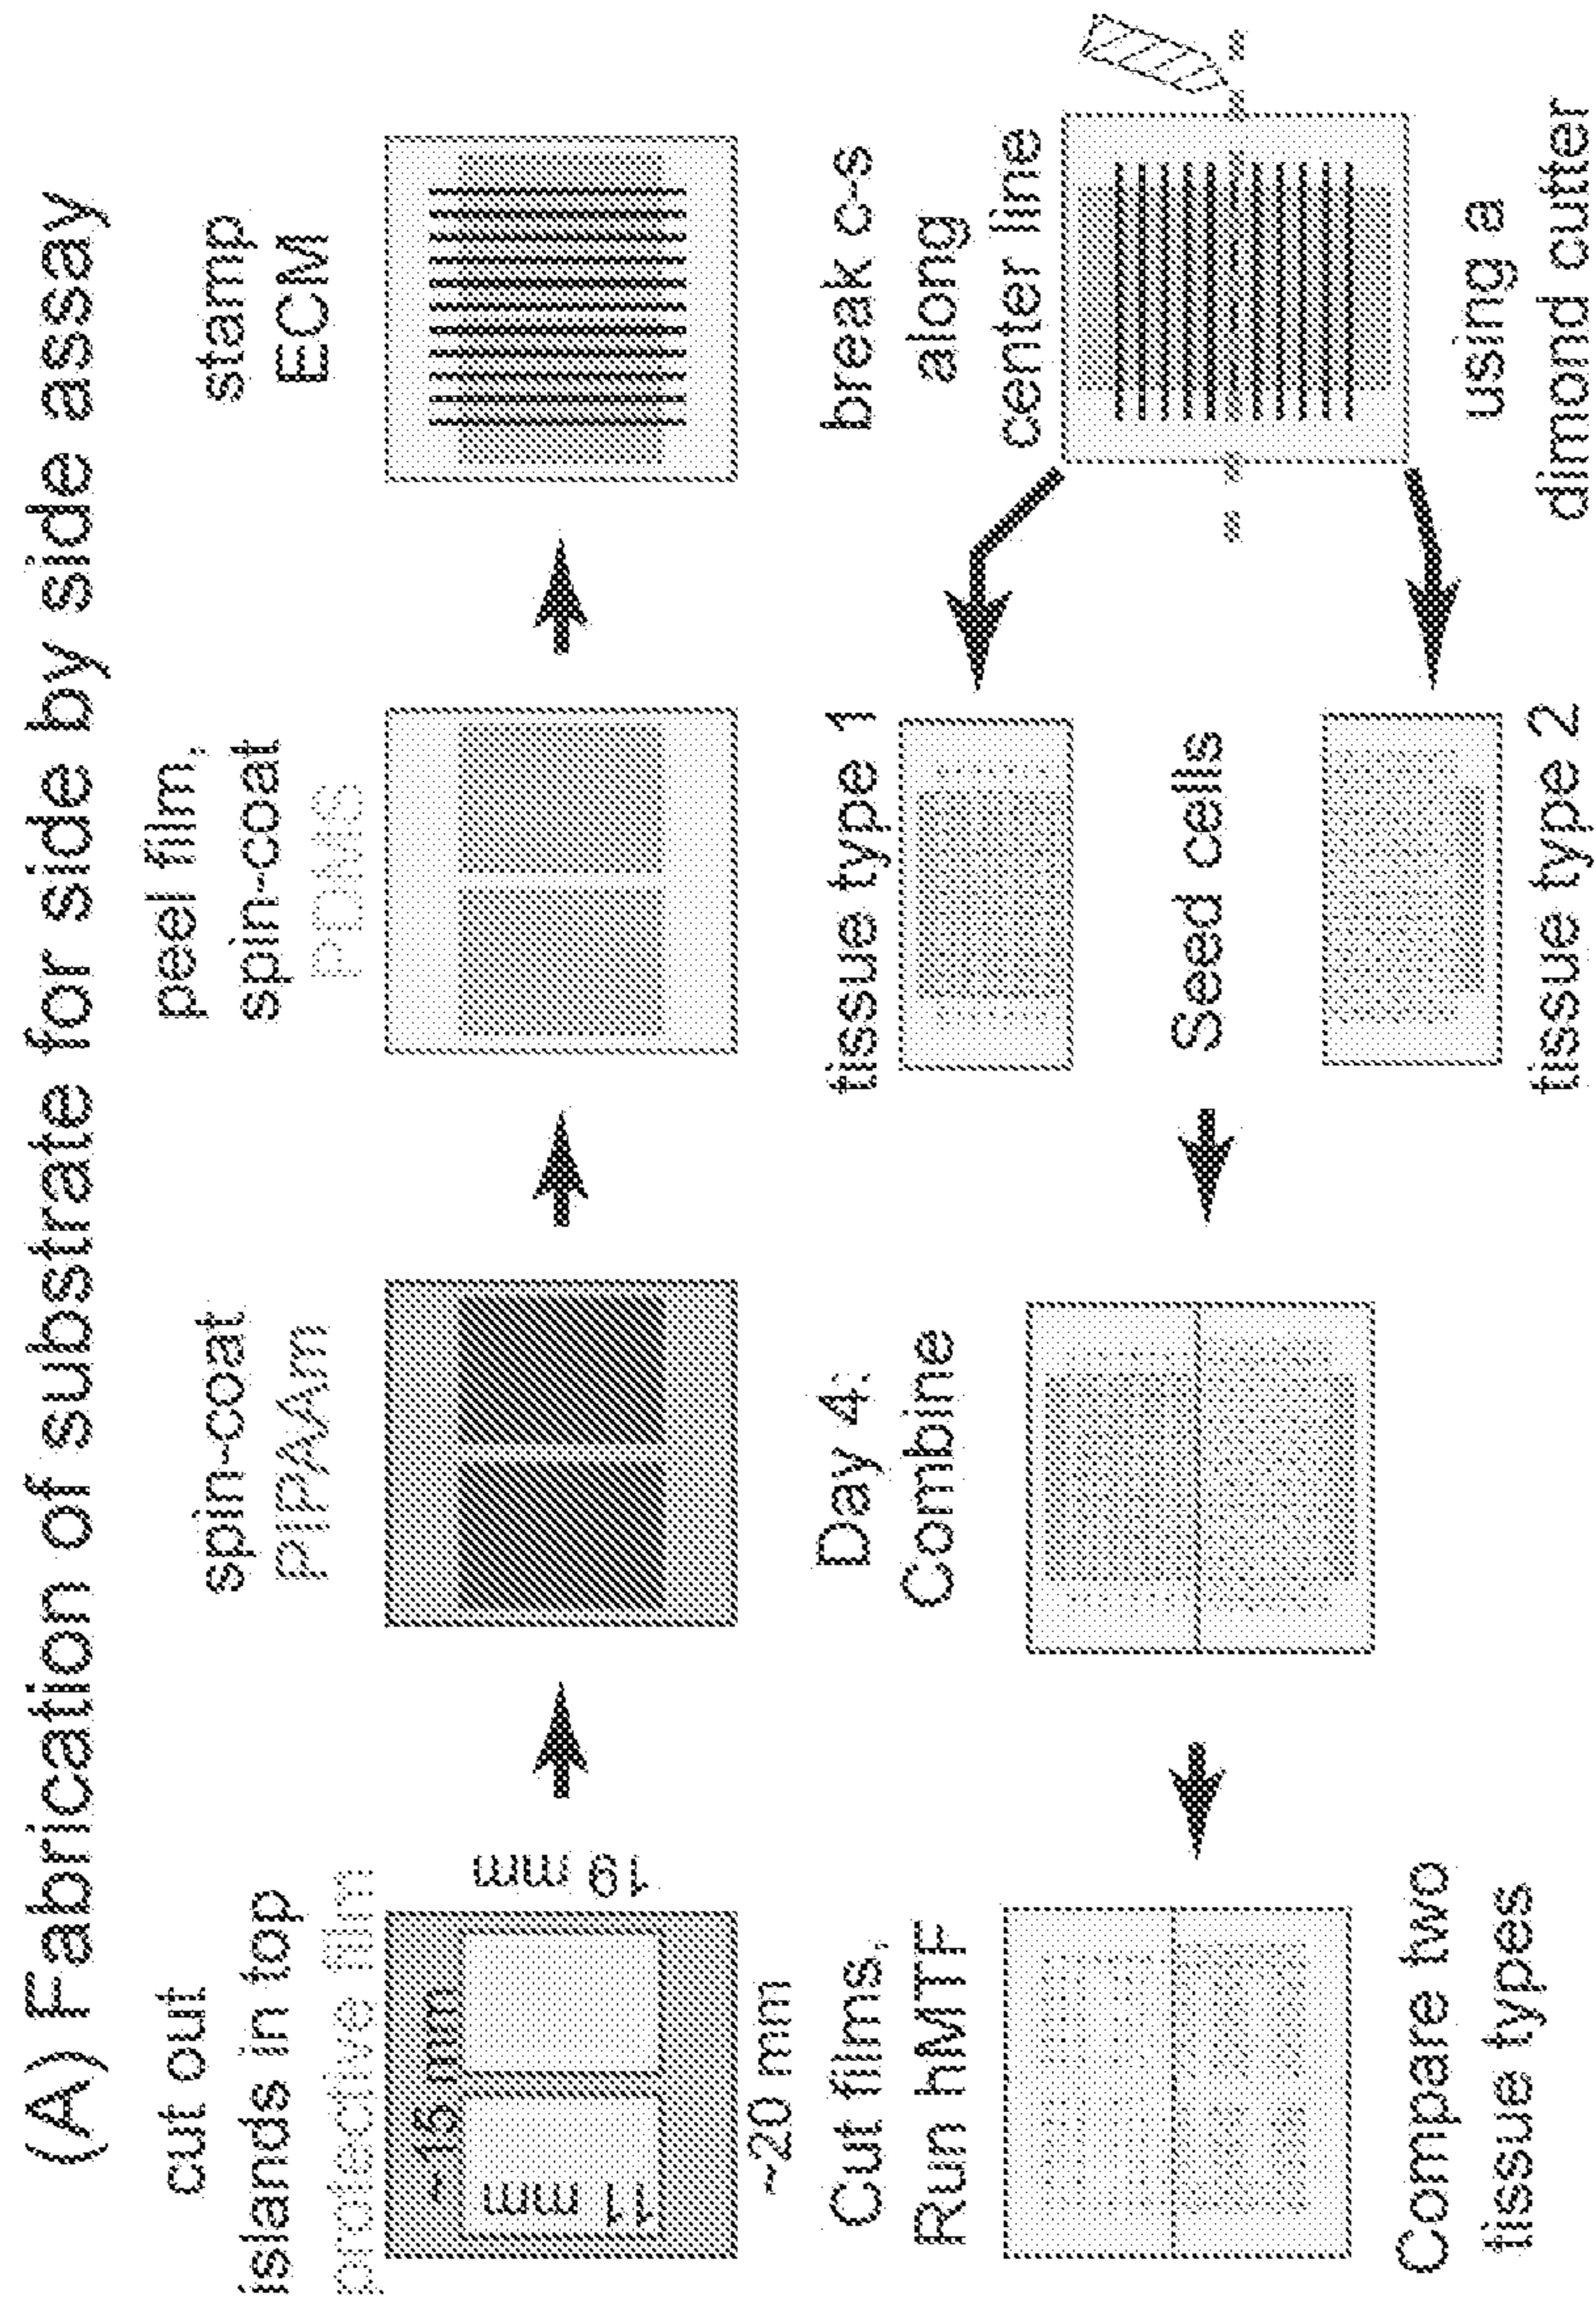 (A) Fabrication of substrate for side by side assay
cut out
islands in top
protective film
~15 mm
11 mm
19 mm
~20 mm
spin-coat
PIPAAm
peel film,
spin-coat
PDMS
stamp
ECM
break c-s
along
center line
using a
dimond cutter
tissue type 1
Seed cells
tissue type 2
Day 4:
Combine
Cut films,
Run hMTF
Compare two
tissue types